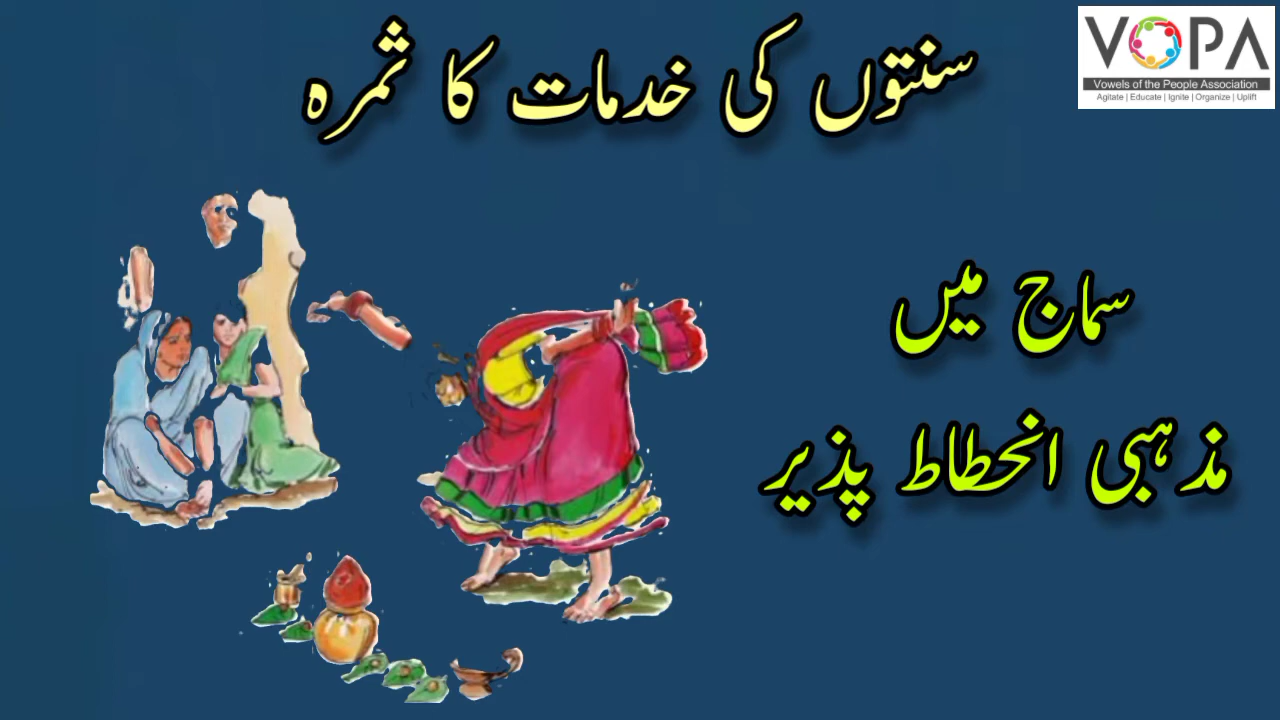 سنتوں کی خدمات کا ثمرہ
VOPA
Vowels of the People Association
Agitate | Educate | Ignite | Organize | Uplift
سماج میں
مذہبی انحطاط پذیر